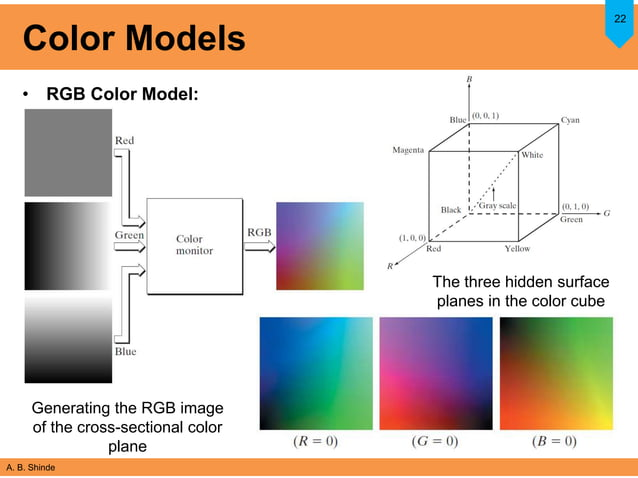 22
Color Models
• RGB Color Model:
Red
Green
Blue
Color
monitor
RGB
B
Blue
(0, 0, 1)
Cyan
Magenta
White
Black
Gray scale
(0, 1, 0)
Green
G
(1, 0, 0)
Red
Yellow
R
The three hidden surface
planes in the color cube
(R = 0)
(G = 0)
(B = 0)
Generating the RGB image
of the cross-sectional color
plane
A. B. Shinde